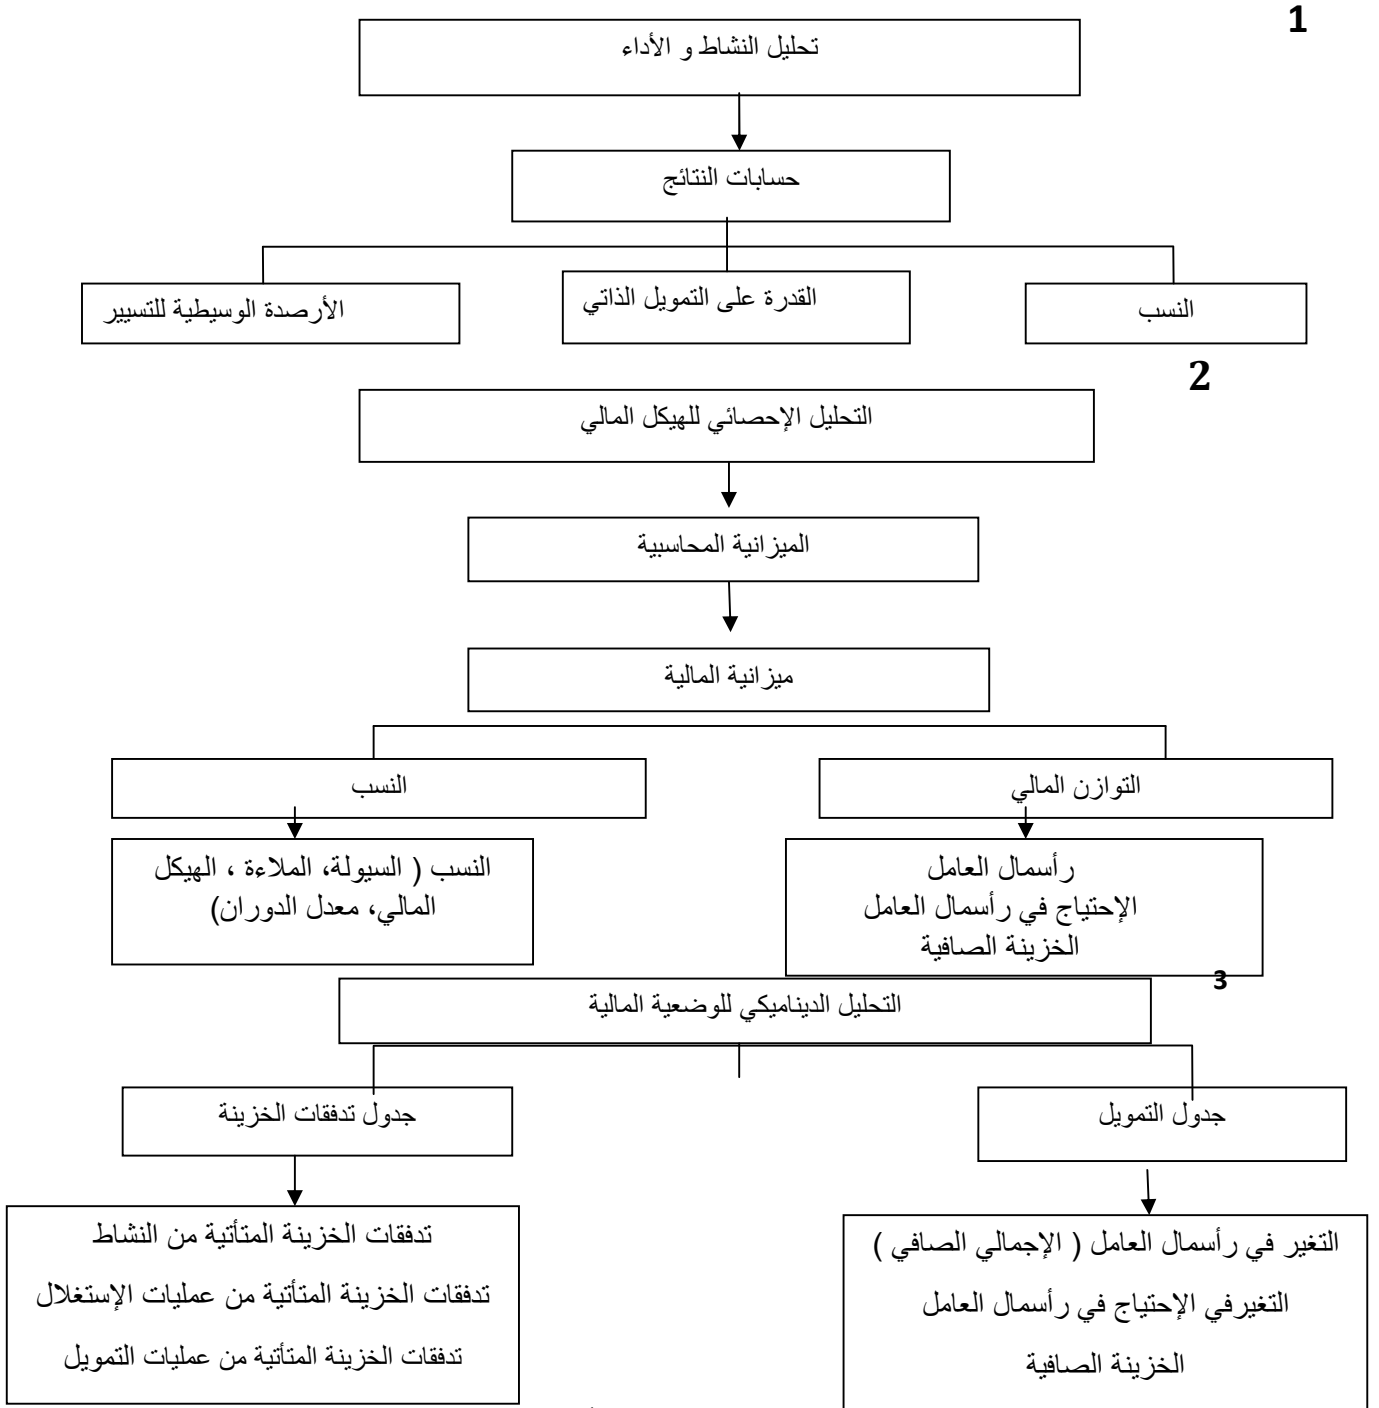 1
تحليل النشاط و الأداء
حسابات النتائج
النسب
القدرة على التمويل الذاتي
الأرصدة الوسيطية للتسيير
2
التحليل الإحصائي للهيكل المالي
الميزانية المحاسبية
ميزانية المالية
التوازن المالي
النسب
رأسمال العامل
الإحتياج في رأسمال العامل
الخزينة الصافية
النسب ( السيولة، الملاءة ، الهيكل
المالي، معدل الدوران)
3
التحليل الديناميكي للوضعية المالية
جدول التمويل
جدول تدفقات الخزينة
التغير في رأسمال العامل ( الإجمالي الصافي )
التغيرفي الإحتياج في رأسمال العامل
الخزينة الصافية
تدفقات الخزينة المتأتية من النشاط
تدفقات الخزينة المتأتية من عمليات الإستغلال
تدفقات الخزينة المتأتية من عمليات التمويل